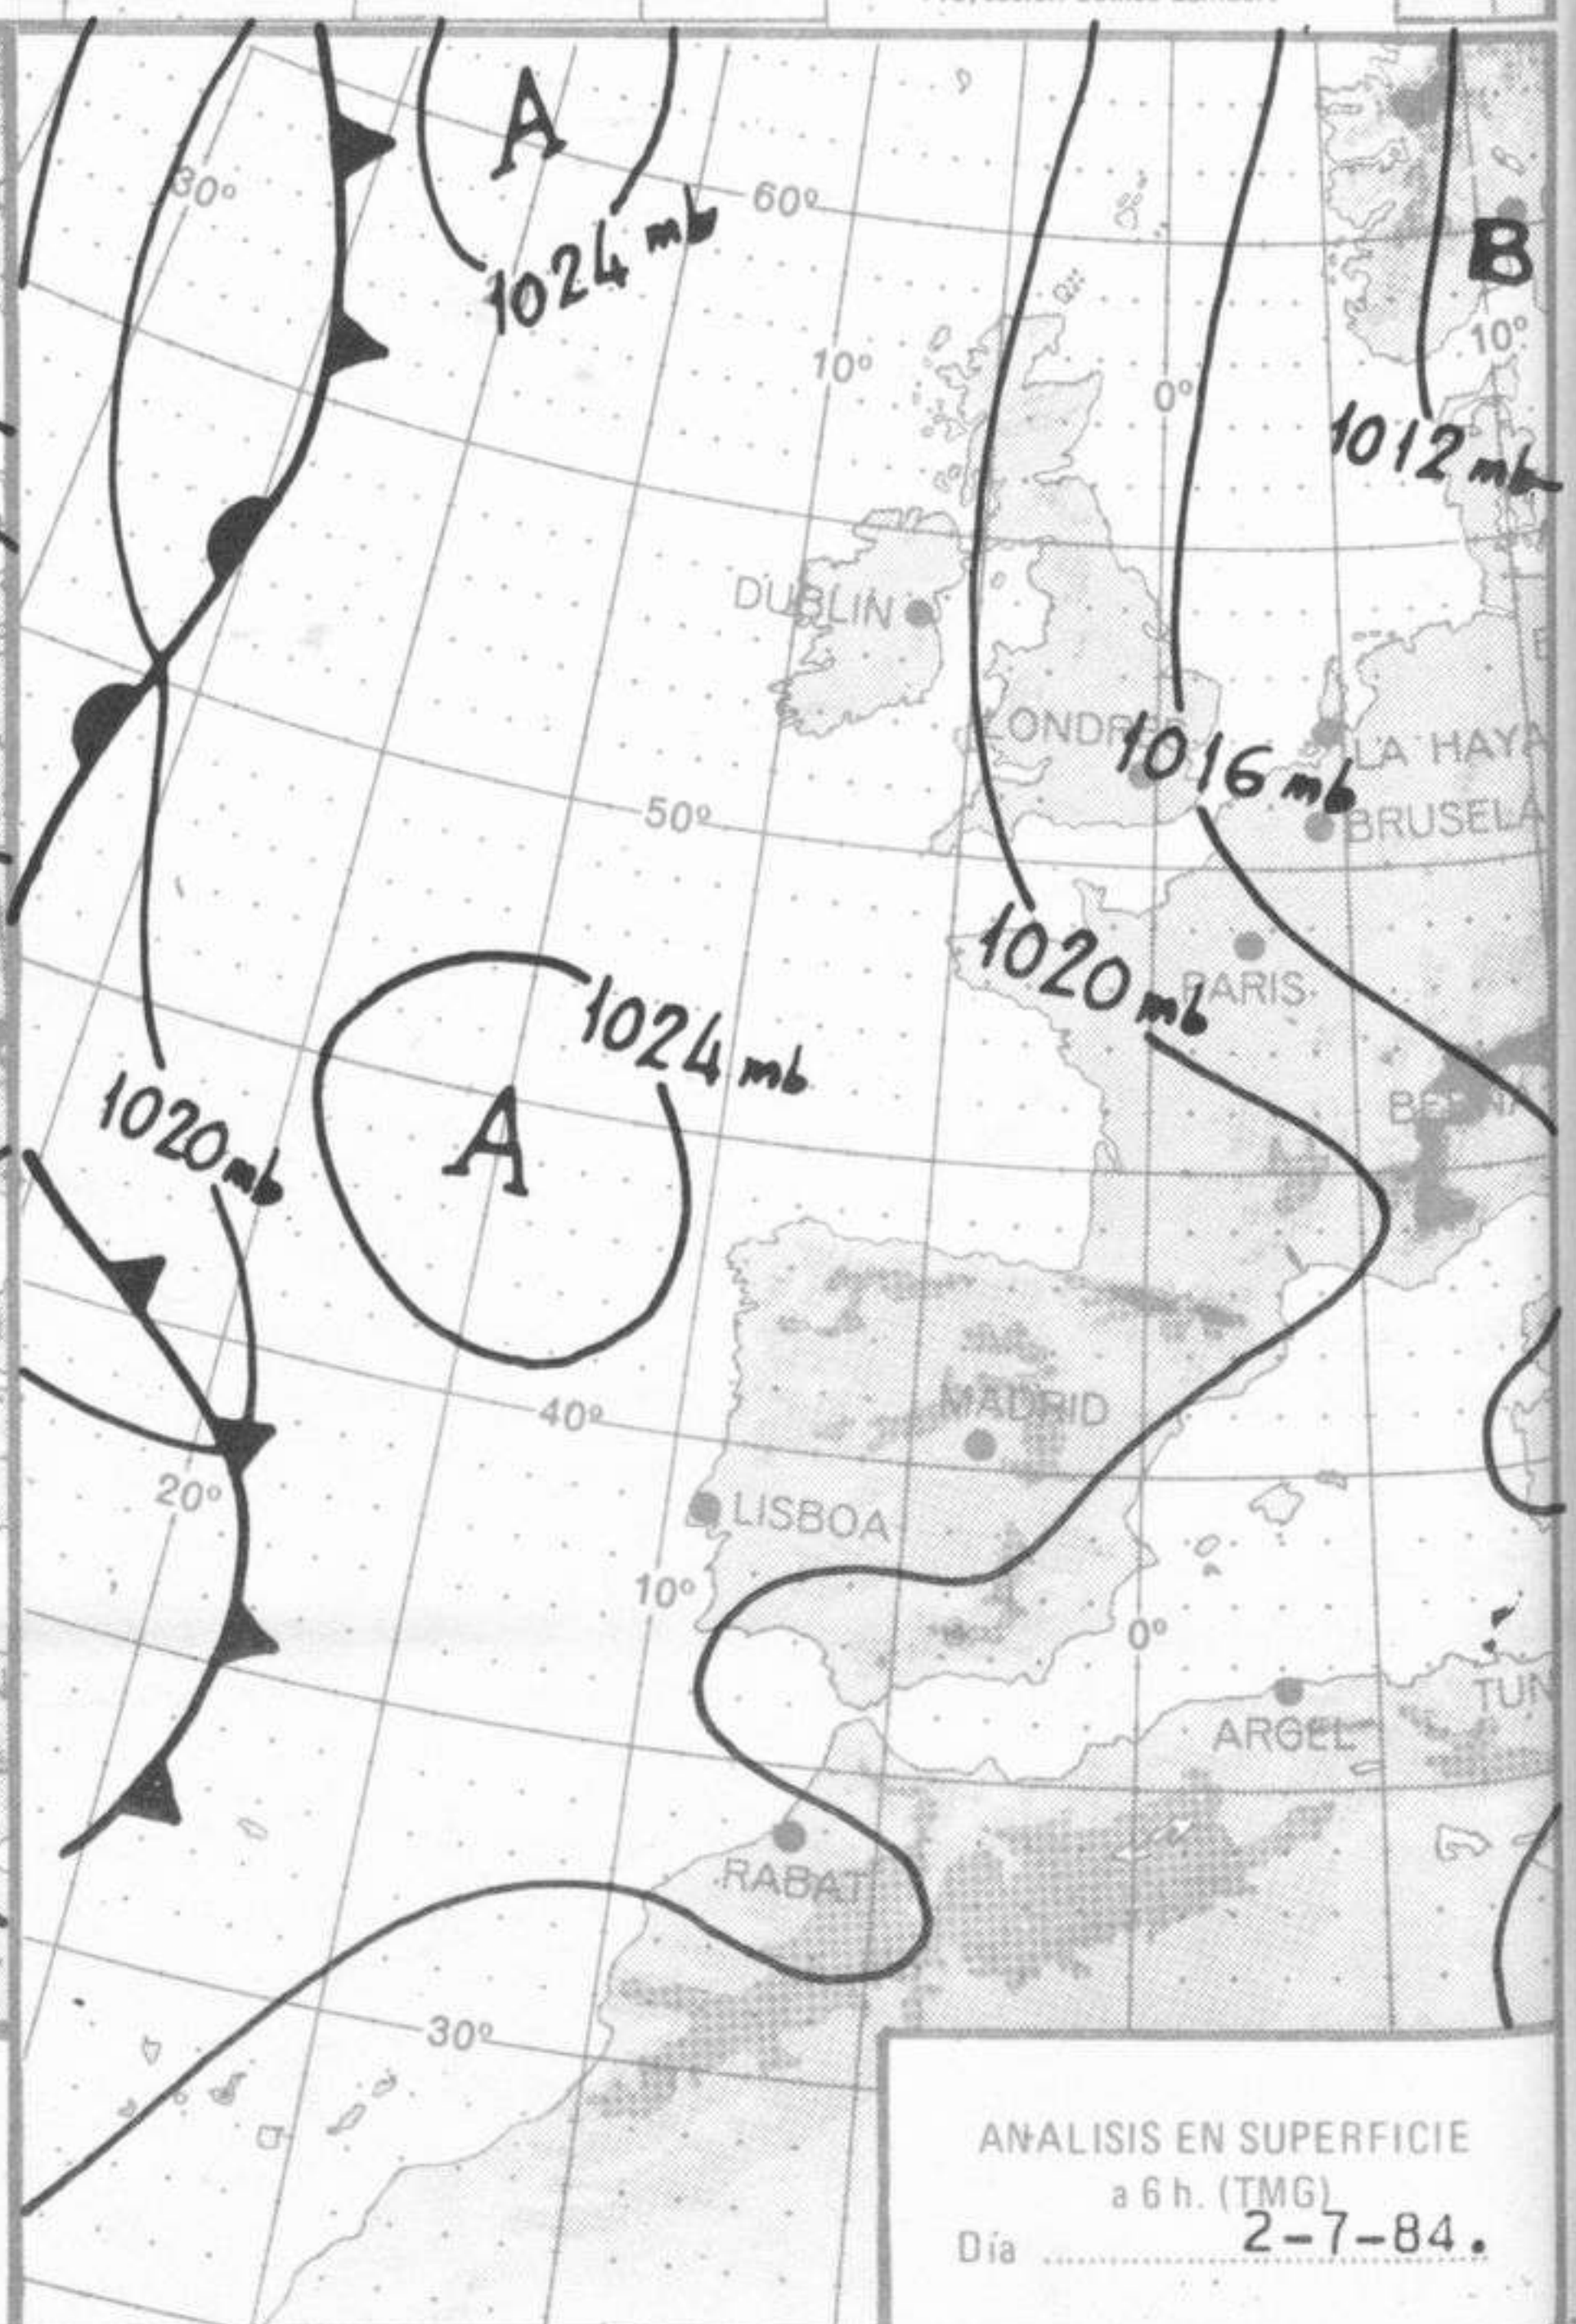 A
30º
60º
1024 mb
B
10º
10º
0º
1012 mb
DUBLIN
LONDRES
1016 mb
LA HAYA
50º
BRUSELA
1020 mb
PARIS
1024 mb
BERNA
1020 mb
A
40º
MADRID
20º
LISBOA
10º
0º
TUN
ARGEL
RABAT
30º
ANALISIS EN SUPERFICIE
a 6 h. (TMG)
Día 2-7-84.